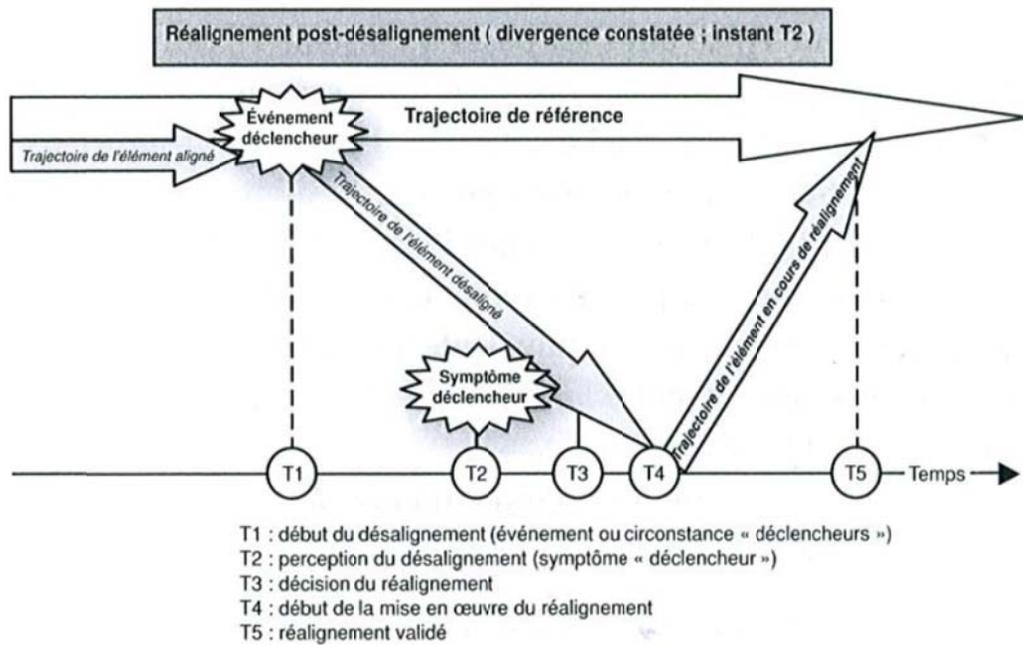 Réalignement post-désalignement ( divergence constatée ; instant T2 )
Événement
déclencheur
Trajectoire de référence
Trajectoire de l'élément aligné
Trajectoire de l'élément désaligné
Trajectoire de l'élément en cours de réalignement
Symptôme
déclencheur
T1
T2
T3
T4
T5
Temps
T1 : début du désalignement (événement ou circonstance « déclencheurs »)
T2 : perception du désalignement (symptôme « déclencheur »)
T3 : décision du réalignement
T4 : début de la mise en œuvre du réalignement
T5 : réalignement validé